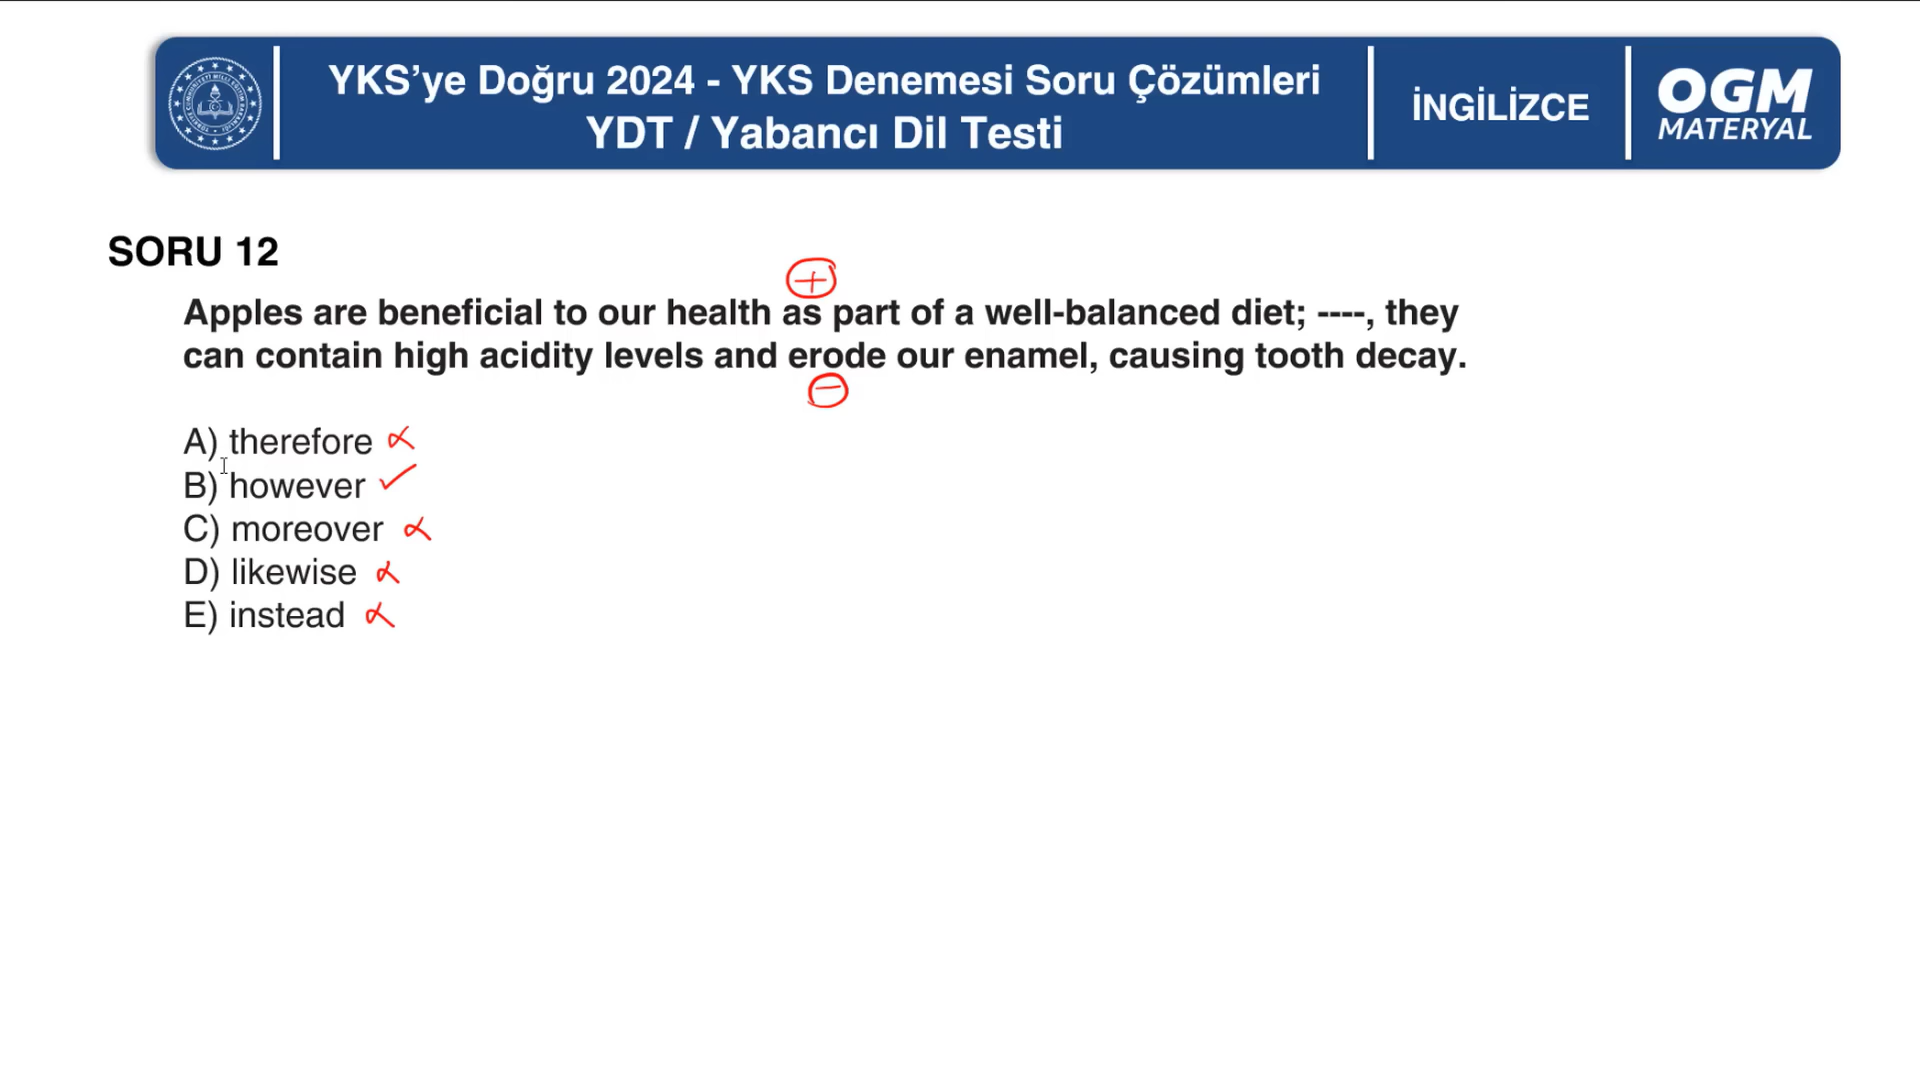 YKS’ye Doğru 2024 - YKS Denemesi Soru Çözümleri
YDT / Yabancı Dil Testi
İNGİLİZCE
OGM
MATERYAL
SORU 12
Apples are beneficial to our health as part of a well-balanced diet; ----, they
can contain high acidity levels and erode our enamel, causing tooth decay.
A) therefore
B) however
C) moreover
D) likewise
E) instead